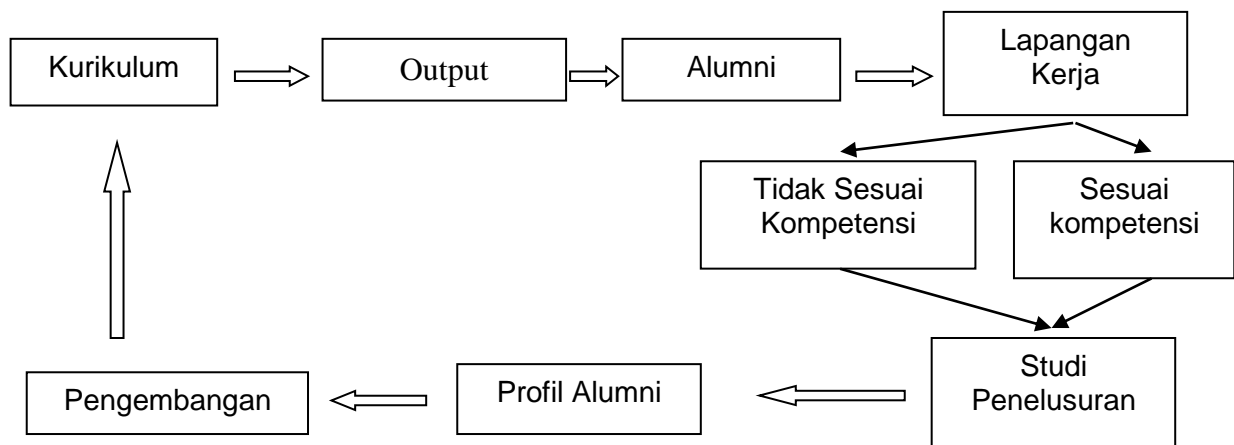 Kurikulum
Output
Alumni
Lapangan
Kerja
Tidak Sesuai
Kompetensi
Sesuai
kompetensi
Studi
Penelusuran
Profil Alumni
Pengembangan